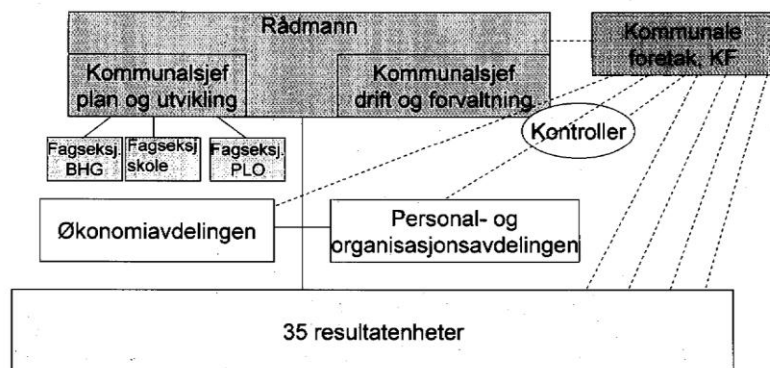 Rådmann
Kommunalsjef
plan og utvikling
Kommunalsjef
drift og forvaltning
Kommunale
foretak, KF
Kontroller
Fagseksj.
BHG
Fagseksj
skole
Fagseksj.
PLO
Økonomiavdelingen
Personal- og
organisasjonsavdelingen
35 resultatenheter